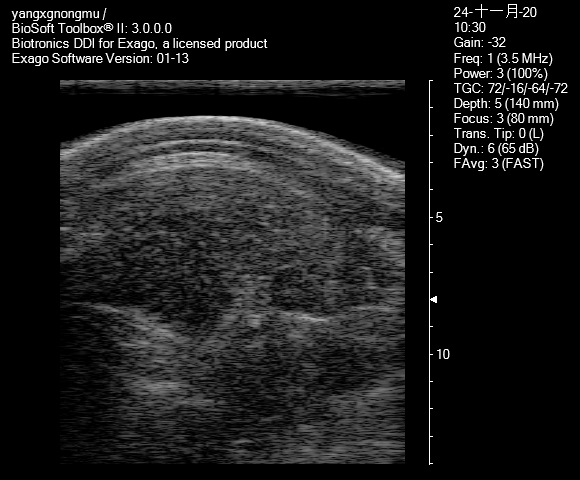 yangxgnongmu /
BioSoft Toolbox® II: 3.0.0.0
Biotronics DDI for Exago, a licensed product
Exago Software Version: 01-13
24-十一月-20
10:30
Gain: -32
Freq: 1 (3.5 MHz)
Power: 3 (100%)
TGC: 72/-16/-64/-72
Depth: 5 (140 mm)
Focus: 3 (80 mm)
Trans. Tip: 0 (L)
Dyn.: 6 (65 dB)
FAvg: 3 (FAST)
5
10